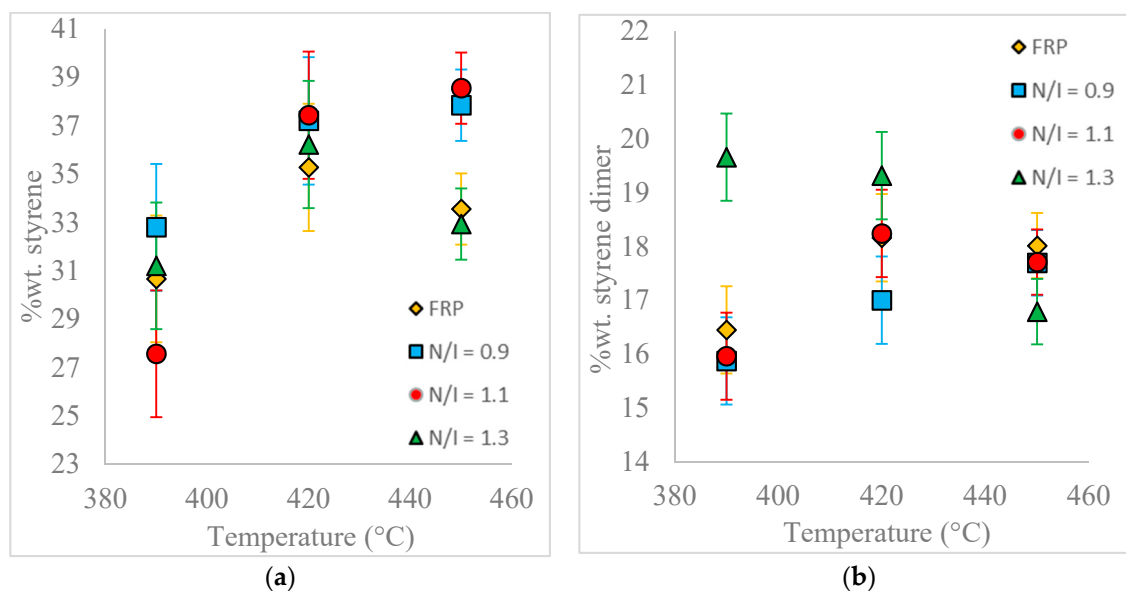 %wt. styrene
41
39
37
35
33
31
29
27
25
23
380 400 420 440 460
Temperature (°C)
FRP
N/I = 0.9
N/I = 1.1
N/I = 1.3
(a)
%wt. styrene dimer
22
21
20
19
18
17
16
15
14
380 400 420 440 460
Temperature (°C)
FRP
N/I = 0.9
N/I = 1.1
N/I = 1.3
(b)